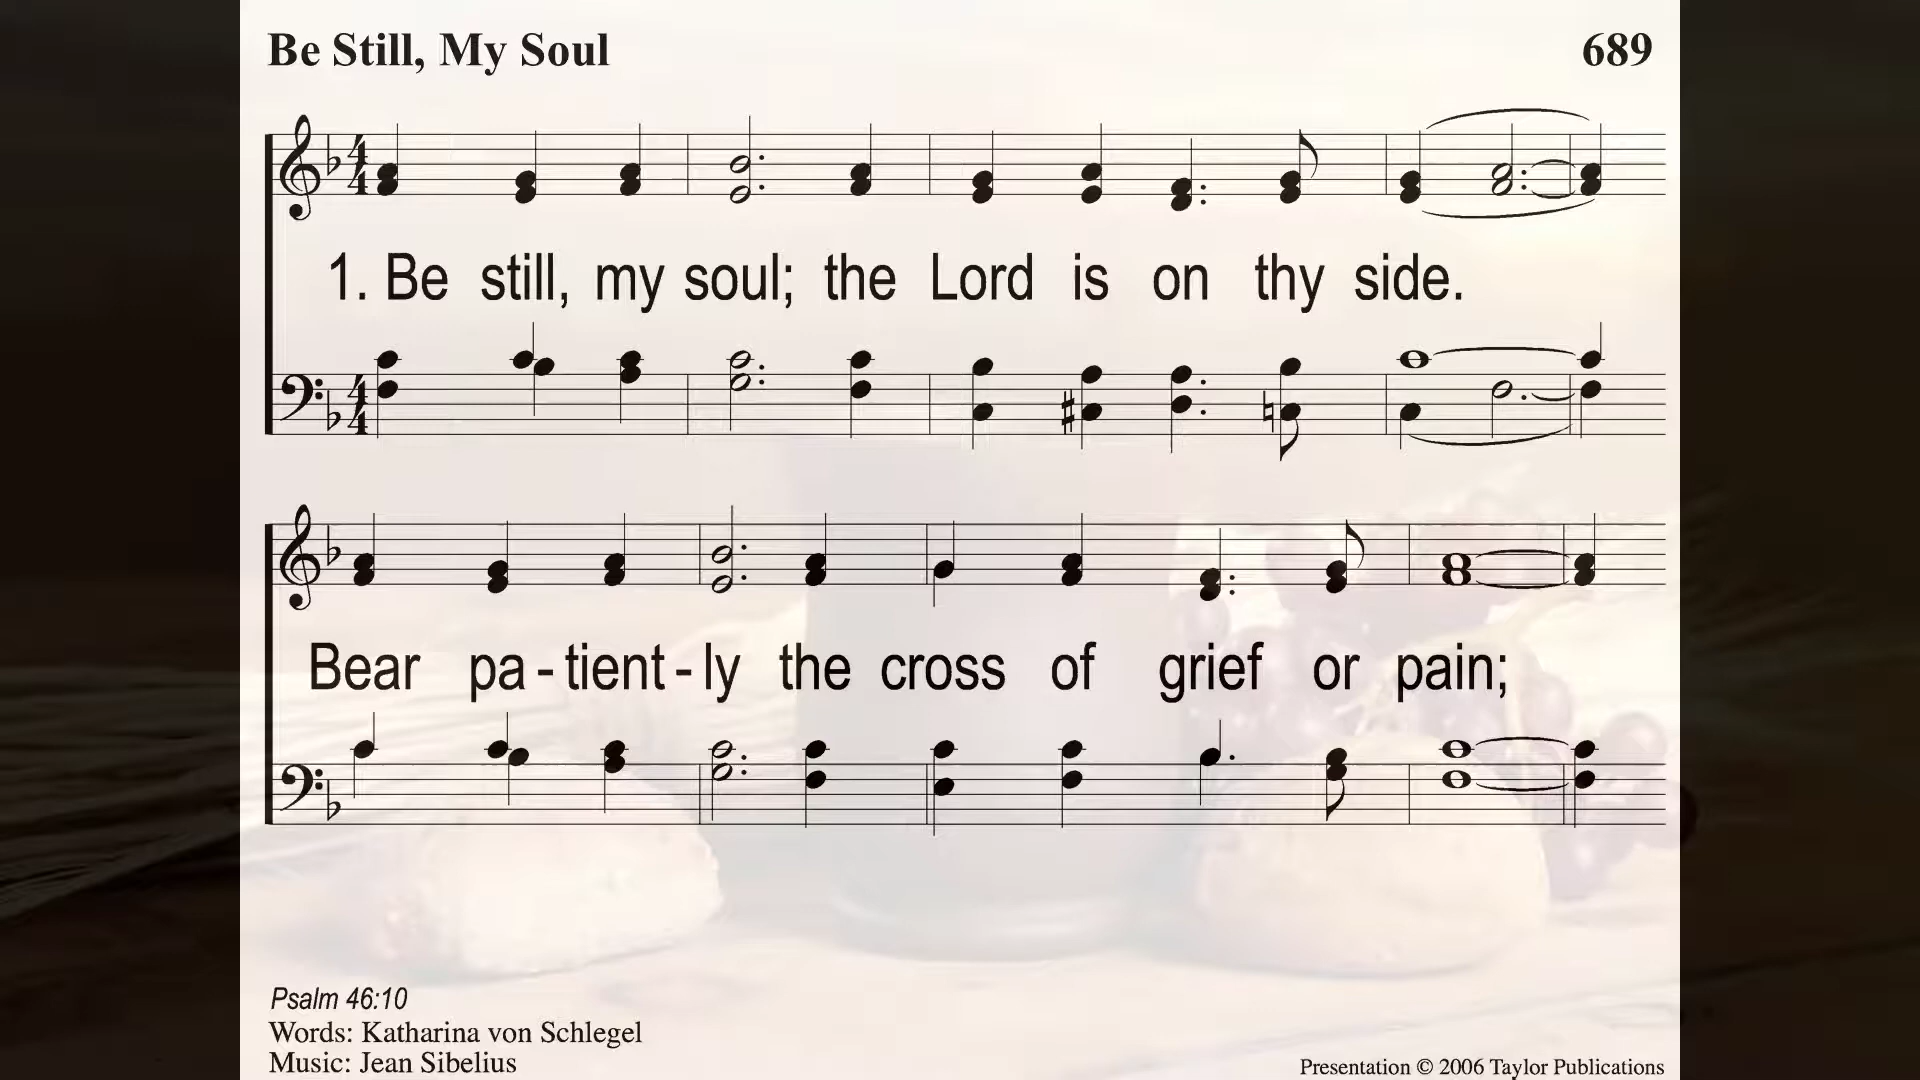 Be Still, My Soul 689
1. Be still, my soul; the Lord is on thy side.
Bear pa - tient - ly the cross of grief or pain;
Psalm 46:10
Words: Katharina von Schlegel
Music: Jean Sibelius
Presentation © 2006 Taylor Publications